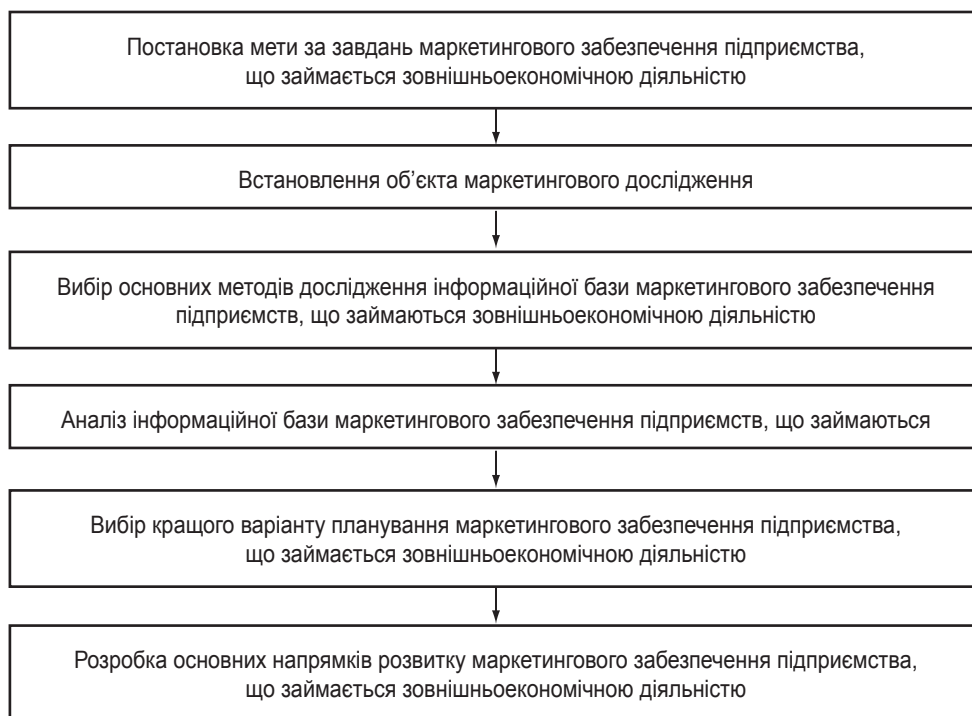 Постановка мети за завдань маркетингового забезпечення підприємства,
що займається зовнішньоекономічною діяльністю
Встановлення об’єкта маркетингового дослідження
Вибір основних методів дослідження інформаційної бази маркетингового забезпечення
підприємств, що займаються зовнішньоекономічною діяльністю
Аналіз інформаційної бази маркетингового забезпечення підприємств, що займаються
Вибір кращого варіанту планування маркетингового забезпечення підприємства,
що займається зовнішньоекономічною діяльністю
Розробка основних напрямків розвитку маркетингового забезпечення підприємства,
що займається зовнішньоекономічною діяльністю